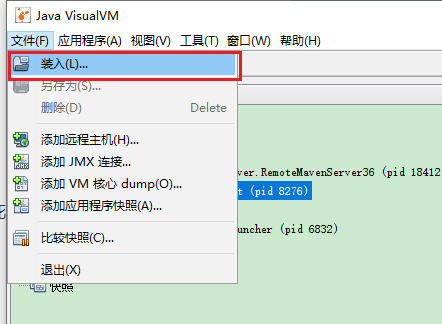 Java VisualVM
文件(F) 应用程序(A) 视图(V) 工具(T) 窗口(W) 帮助(H)
装入(L)...
另存为(S)...
删除(D) Delete
添加远程主机(H)...
添加 JMX 连接...
ver.RemoteMavenServer36 (pid 18412
添加 VM 核心 dump(O)...
t (pid 8276)
添加应用程序快照(A)...
比较快照(C)...
uncher (pid 6832)
退出(X)
快照